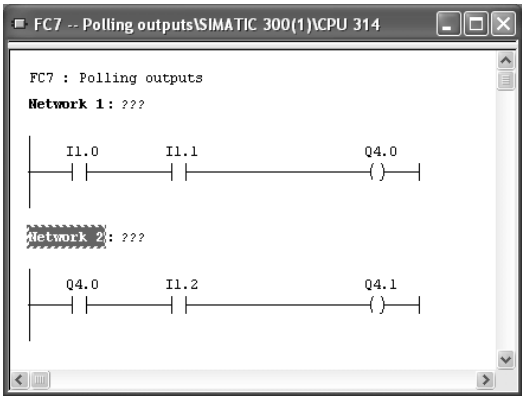 FC7 -- Polling outputs\SIMATIC 300(1)\CPU 314
FC7 : Polling outputs
Network 1: ???
I1.0 I1.1 Q4.0
Network 2: ???
Q4.0 I1.2 Q4.1